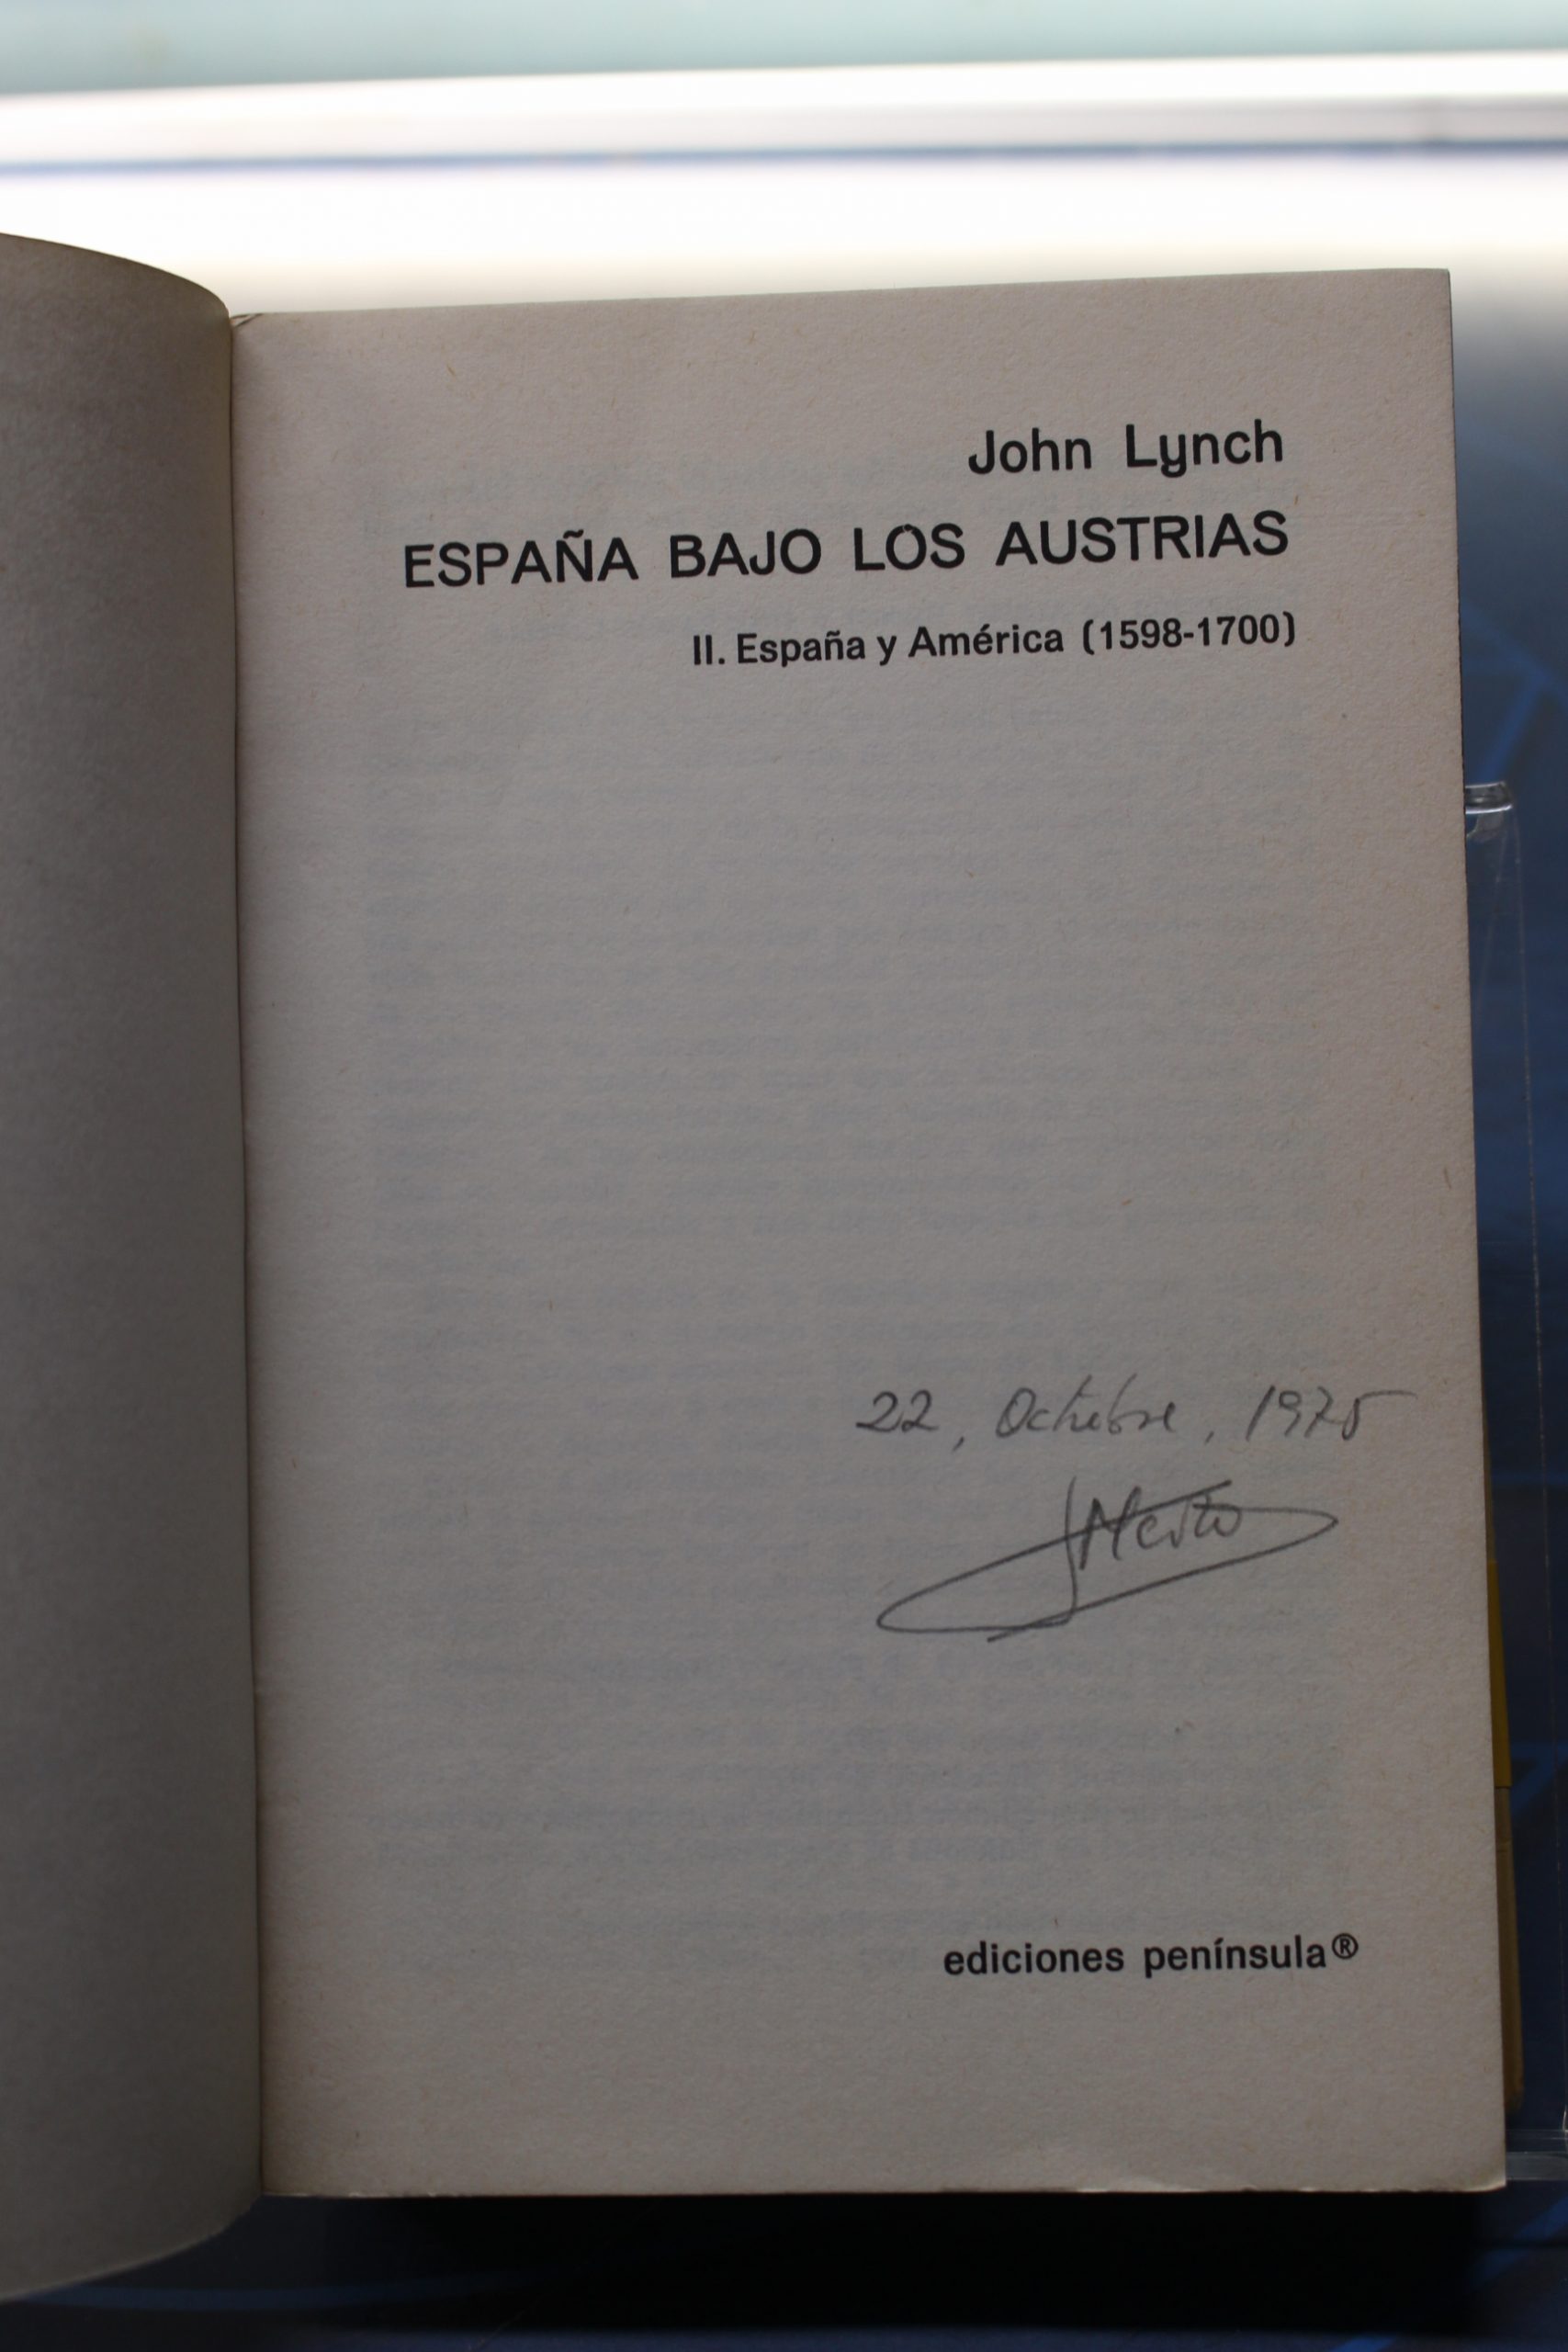 John Lynch
ESPAÑA BAJO LOS AUSTRIAS
II. España y América (1598-1700)
22, Octubre, 1975
ediciones península®